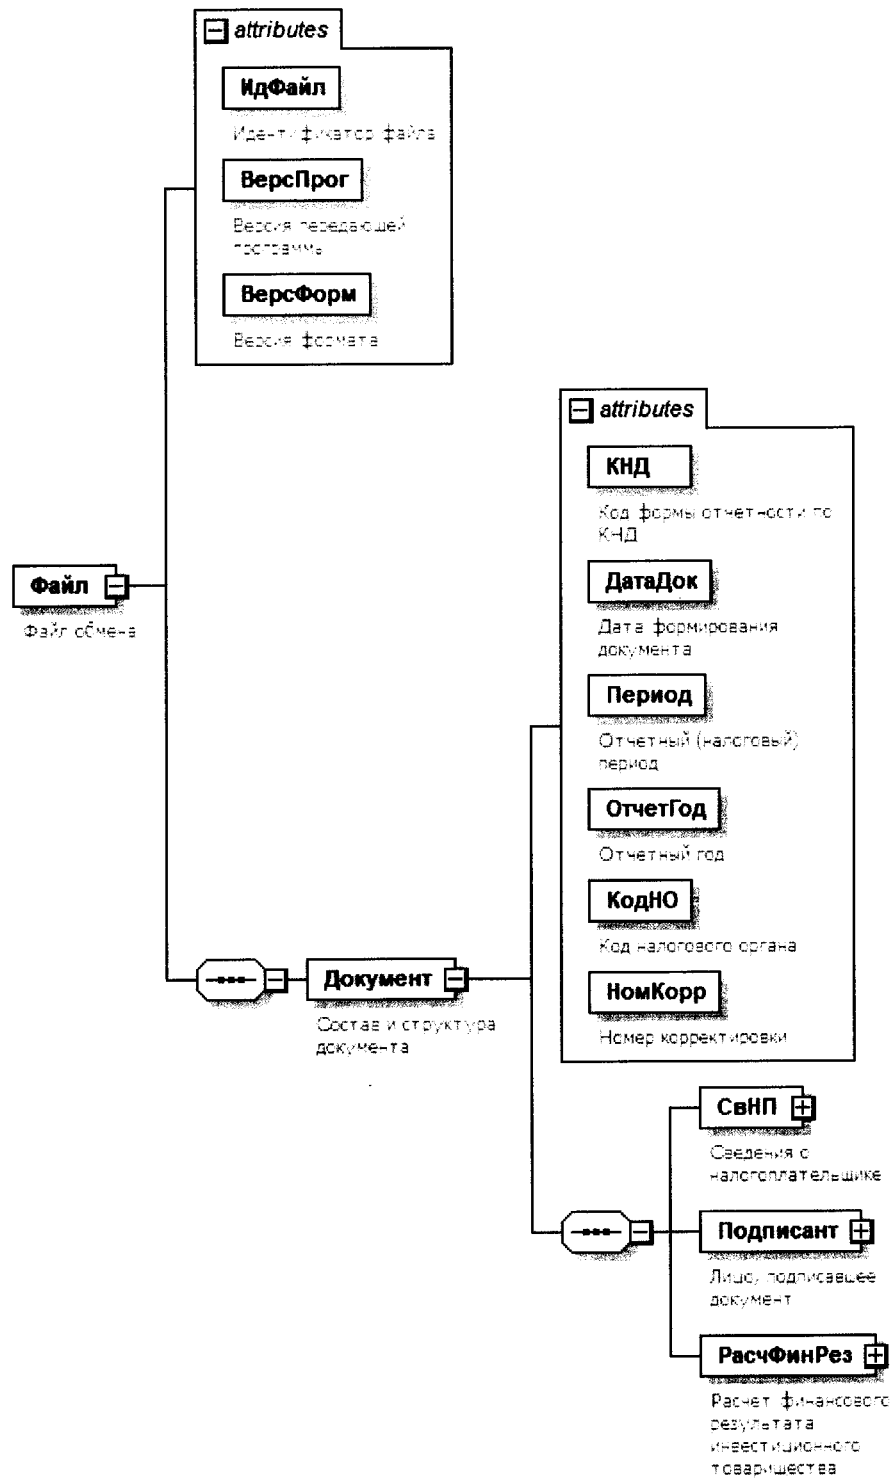 attributes
ИдФайл
Идентификатор файла
ВерсПрог
Версия передающей
программы
ВерсФорм
Версия формата
attributes
КНД
Код формы отчетности по
КНД
ДатаДок
Дата формирования
документа
Период
Отчетный (налоговый)
период
ОтчетГод
Отчетный год
КодНО
Код налогового органа
НомКорр
Номер корректировки
Файл
Файл обмена
Документ
Состав и структура
документа
СвНП
Сведения о
налогоплательщике
Подписант
Лицо, подписавшее
документ
РасчФинРез
Расчет финансового
результата
инвестиционного
товарищества